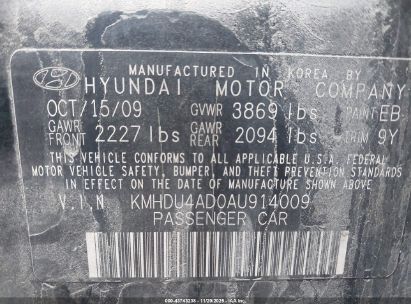 MANUFACTURED IN KOREA BY
HYUNDAI MOTOR COMPANY
OCT/15/09 GVWR 3869 lbs PAINT EB
GAWR FRONT 2227 lbs GAWR REAR 2094 lbs TRIM 9Y
THIS VEHICLE CONFORMS TO ALL APPLICABLE U.S.A. FEDERAL
MOTOR VEHICLE SAFETY, BUMPER, AND THEFT PREVENTION STANDARDS
IN EFFECT ON THE DATE OF MANUFACTURE SHOWN ABOVE
V.I.N KMHDU4AD0AU914009
PASSENGER CAR